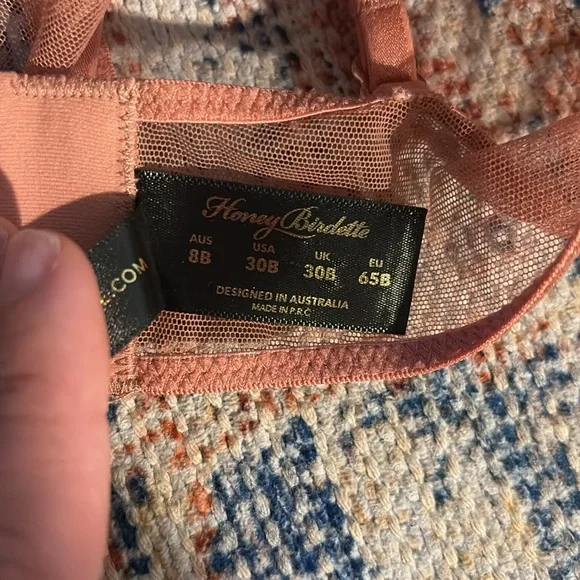 Honey Birdette
AUS USA UK EU
8B 30B 30B 65B
DESIGNED IN AUSTRALIA
MADE IN P.R.C
.COM